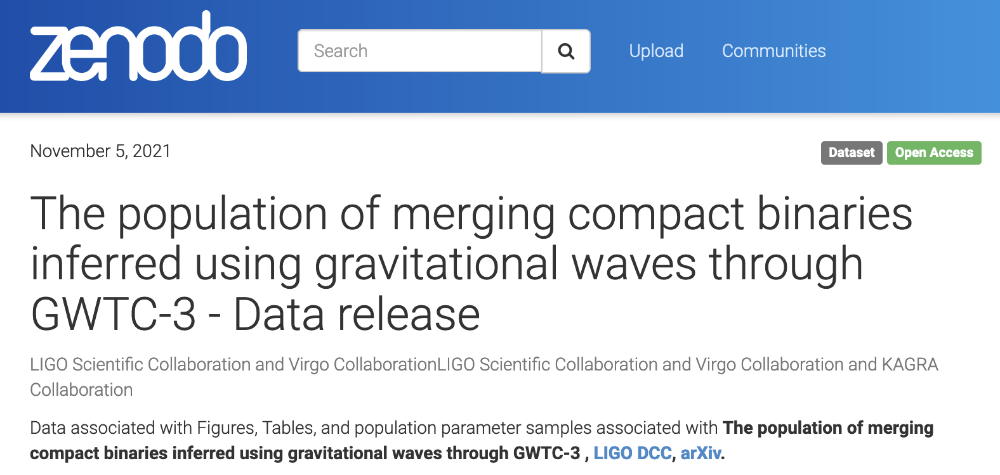 zenodo
Search
Upload
Communities
November 5, 2021
Dataset
Open Access
The population of merging compact binaries
inferred using gravitational waves through
GWTC-3 - Data release
LIGO Scientific Collaboration and Virgo CollaborationLIGO Scientific Collaboration and Virgo Collaboration and KAGRA
Collaboration
Data associated with Figures, Tables, and population parameter samples associated with The population of merging
compact binaries inferred using gravitational waves through GWTC-3 , LIGO DCC, arXiv.